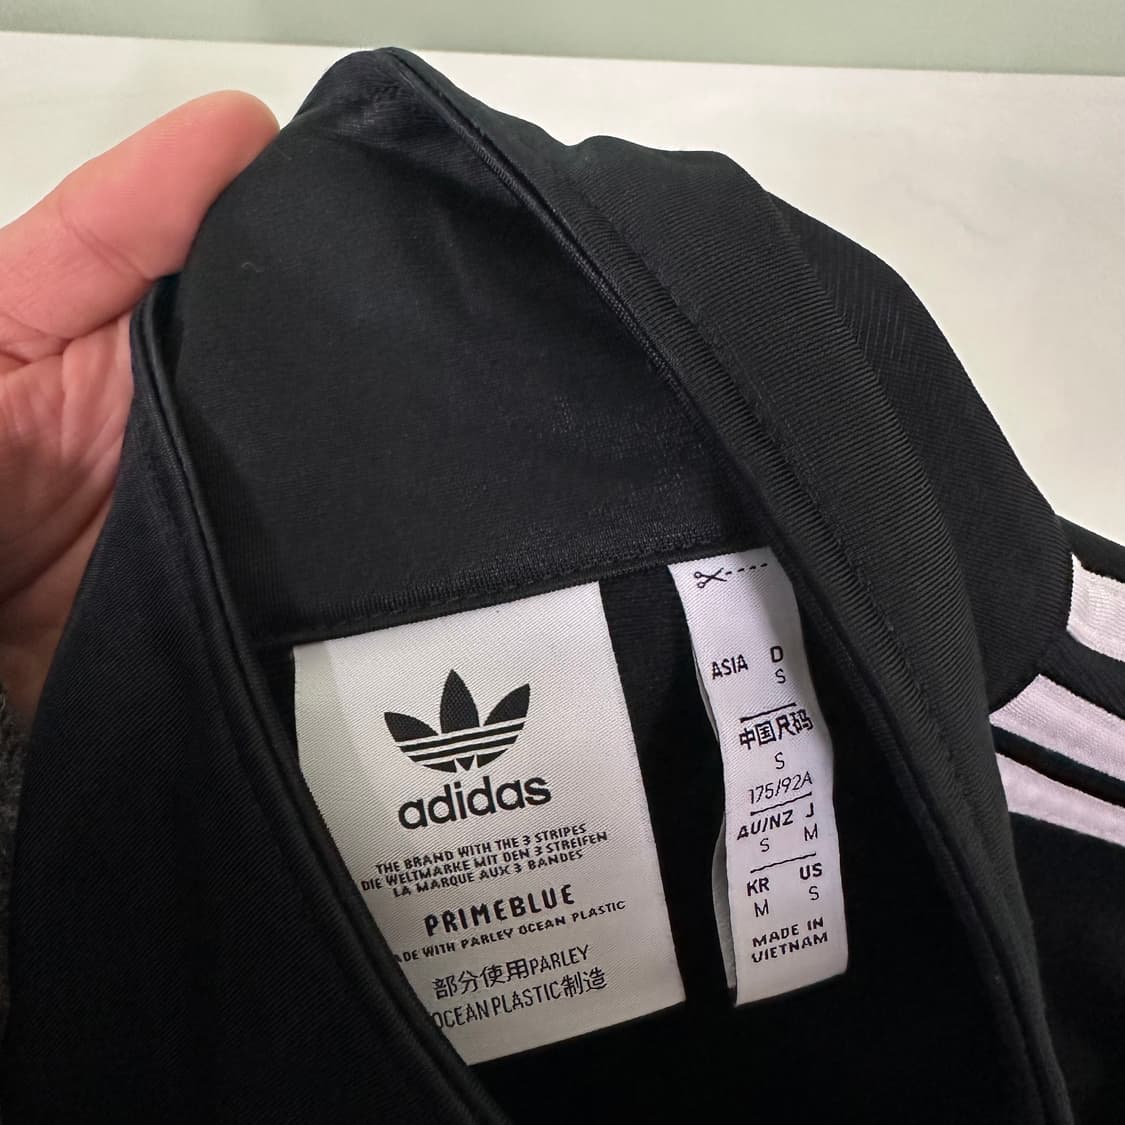 adidas
THE BRAND WITH THE 3 STRIPES
DIE WELTMARKE MIT DEN 3 STREIFEN
LA MARQUE AUX 3 BANDES
PRIMEBLUE
WITH PARLEY OCEAN PLASTIC
部分使用PARLEY
OCEAN PLASTIC制造
ASIA D
S
中国尺码
S
175/92A
AU/NZ J
S M
KR US
M S
MADE IN
VIETNAM